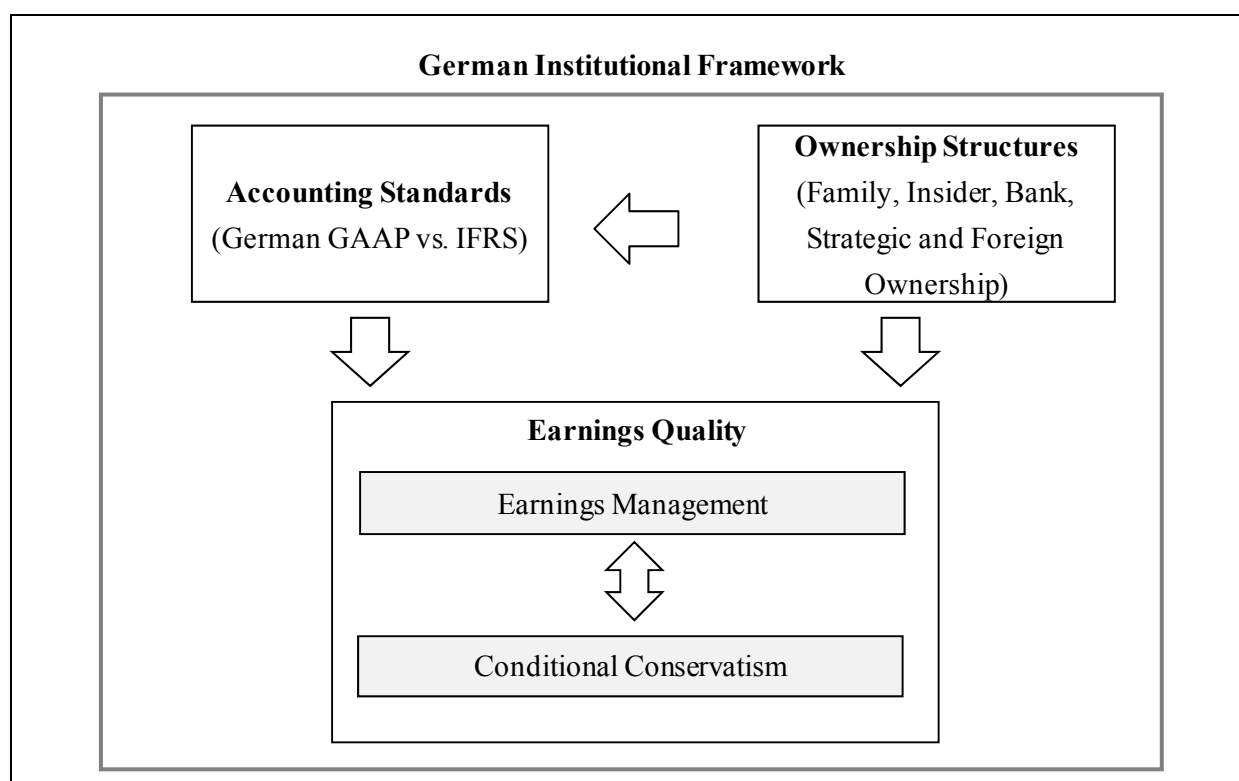 German Institutional Framework
Accounting Standards
(German GAAP vs. IFRS)
Ownership Structures
(Family, Insider, Bank,
Strategic and Foreign
Ownership)
Earnings Quality
Earnings Management
Conditional Conservatism